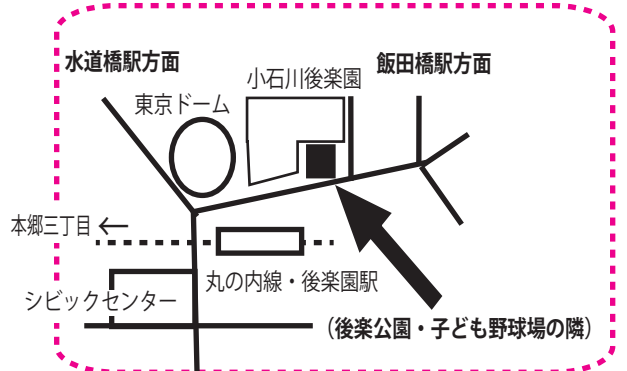 水道橋駅方面
飯田橋駅方面
小石川後楽園
東京ドーム
本郷三丁目 ←
丸の内線・後楽園駅
シビックセンター
(後楽公園・子ども野球場の隣)